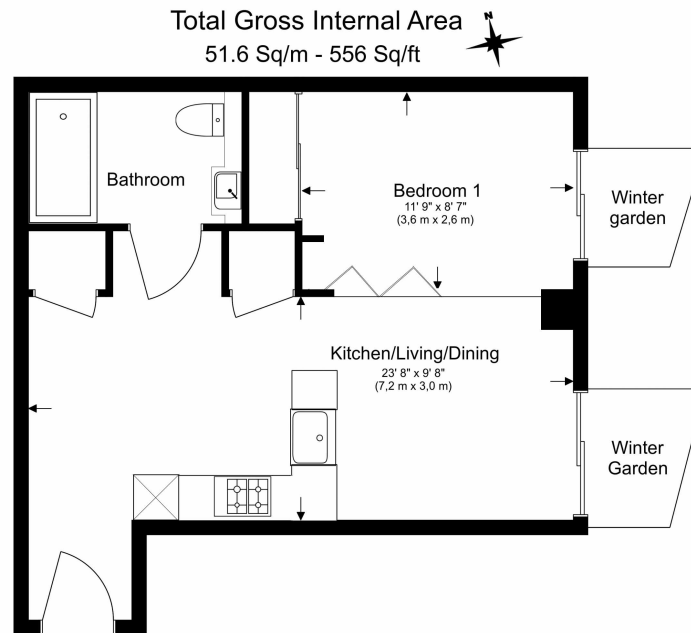 Total Gross Internal Area
N
51.6 Sq/m - 556 Sq/ft
Bathroom
Bedroom 1
11' 9" x 8' 7"
(3,6 m x 2,6 m)
Winter
garden
Kitchen/Living/Dining
23' 8" x 9' 8"
(7,2 m x 3,0 m)
Winter
Garden